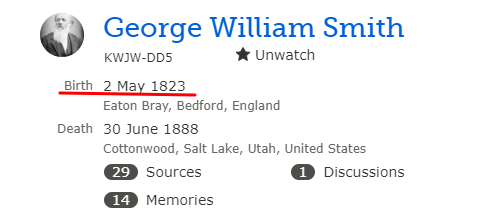 George William Smith
KWJW-DD5 Unwatch
Birth 2 May 1823
Eaton Bray, Bedford, England
Death 30 June 1888
Cottonwood, Salt Lake, Utah, United States
29 Sources 1 Discussions
14 Memories